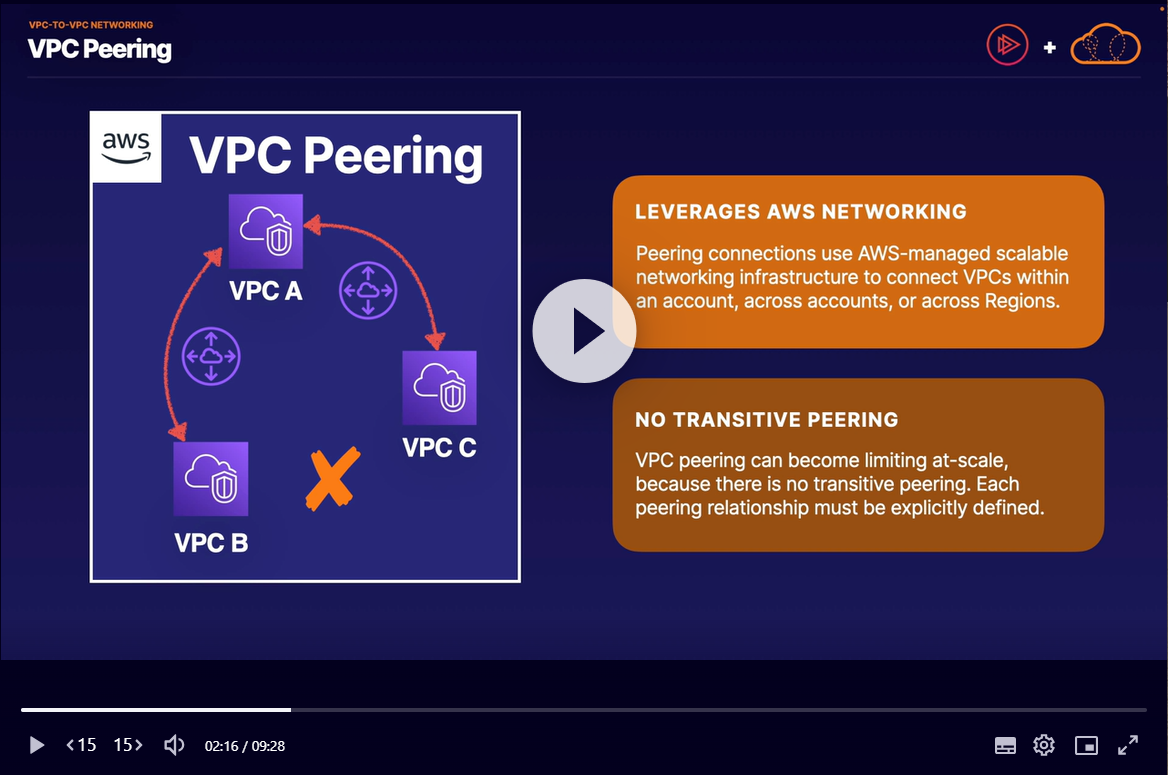 VPC-TO-VPC NETWORKING
VPC Peering
+
aws
VPC Peering
VPC A
VPC C
VPC B
LEVERAGES AWS NETWORKING
Peering connections use AWS-managed scalable
networking infrastructure to connect VPCs within
an account, across accounts, or across Regions.
NO TRANSITIVE PEERING
VPC peering can become limiting at-scale,
because there is no transitive peering. Each
peering relationship must be explicitly defined.
<15 15> 02:16 / 09:28